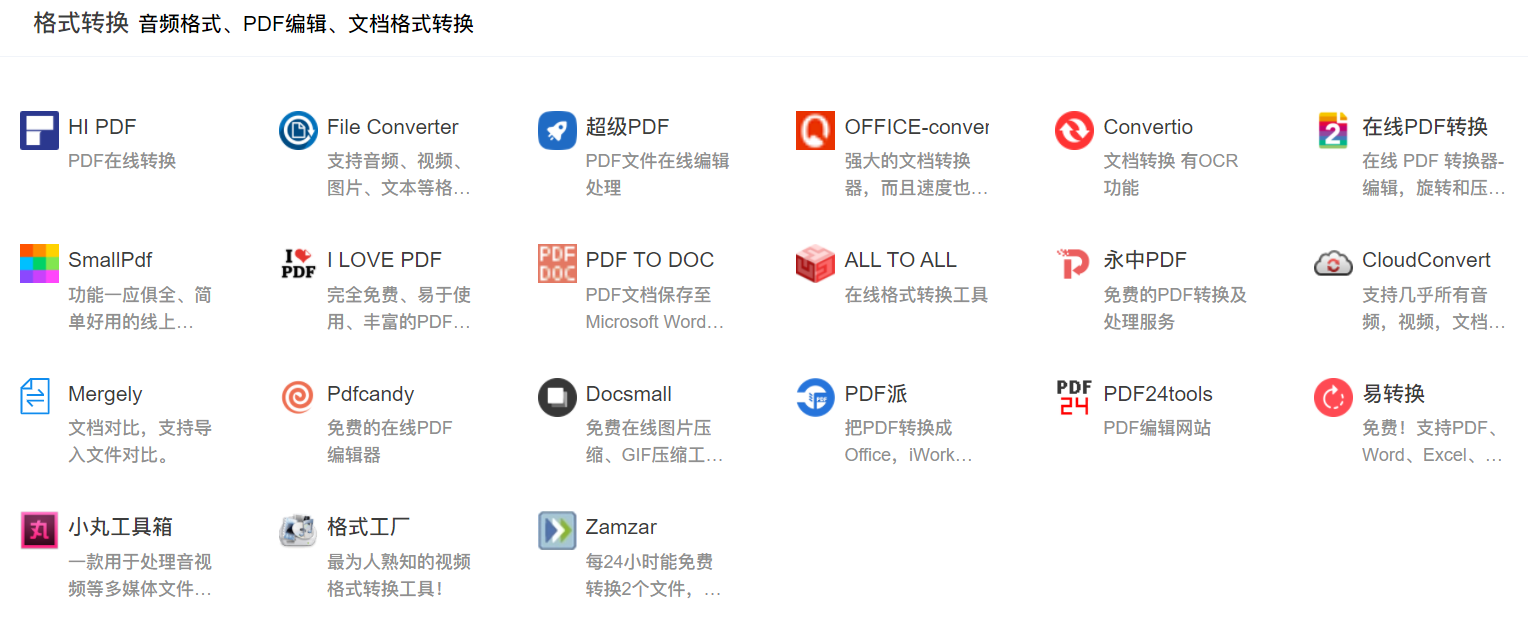 格式转换 音频格式、PDF编辑、文档格式转换
HI PDF
PDF在线转换
File Converter
支持音频、视频、
图片、文本等格…
超级PDF
PDF文件在线编辑
处理
OFFICE-conver
强大的文档转换
器，而且速度也…
Convertio
文档转换 有OCR
功能
2
在线PDF转换
在线 PDF 转换器-
编辑，旋转和压…
SmallPdf
功能一应俱全、简
单好用的线上…
I
PDF
I LOVE PDF
完全免费、易于使
用、丰富的PDF…
PDF
DOC
PDF TO DOC
PDF文档保存至
Microsoft Word…
ALL TO ALL
在线格式转换工具
永中PDF
免费的PDF转换及
处理服务
CloudConvert
支持几乎所有音
频，视频，文档…
Mergely
文档对比，支持导
入文件对比。
Pdfcandy
免费的在线PDF
编辑器
Docsmall
免费在线图片压
缩、GIF压缩工…
PDF
PDF派
把PDF转换成
Office，iWork…
PDF
24
PDF24tools
PDF编辑网站
易转换
免费！支持PDF、
Word、Excel、…
丸
小丸工具箱
一款用于处理音视
频等多媒体文件…
格式工厂
最为人熟知的视频
格式转换工具！
Zamzar
每24小时能免费
转换2个文件，…